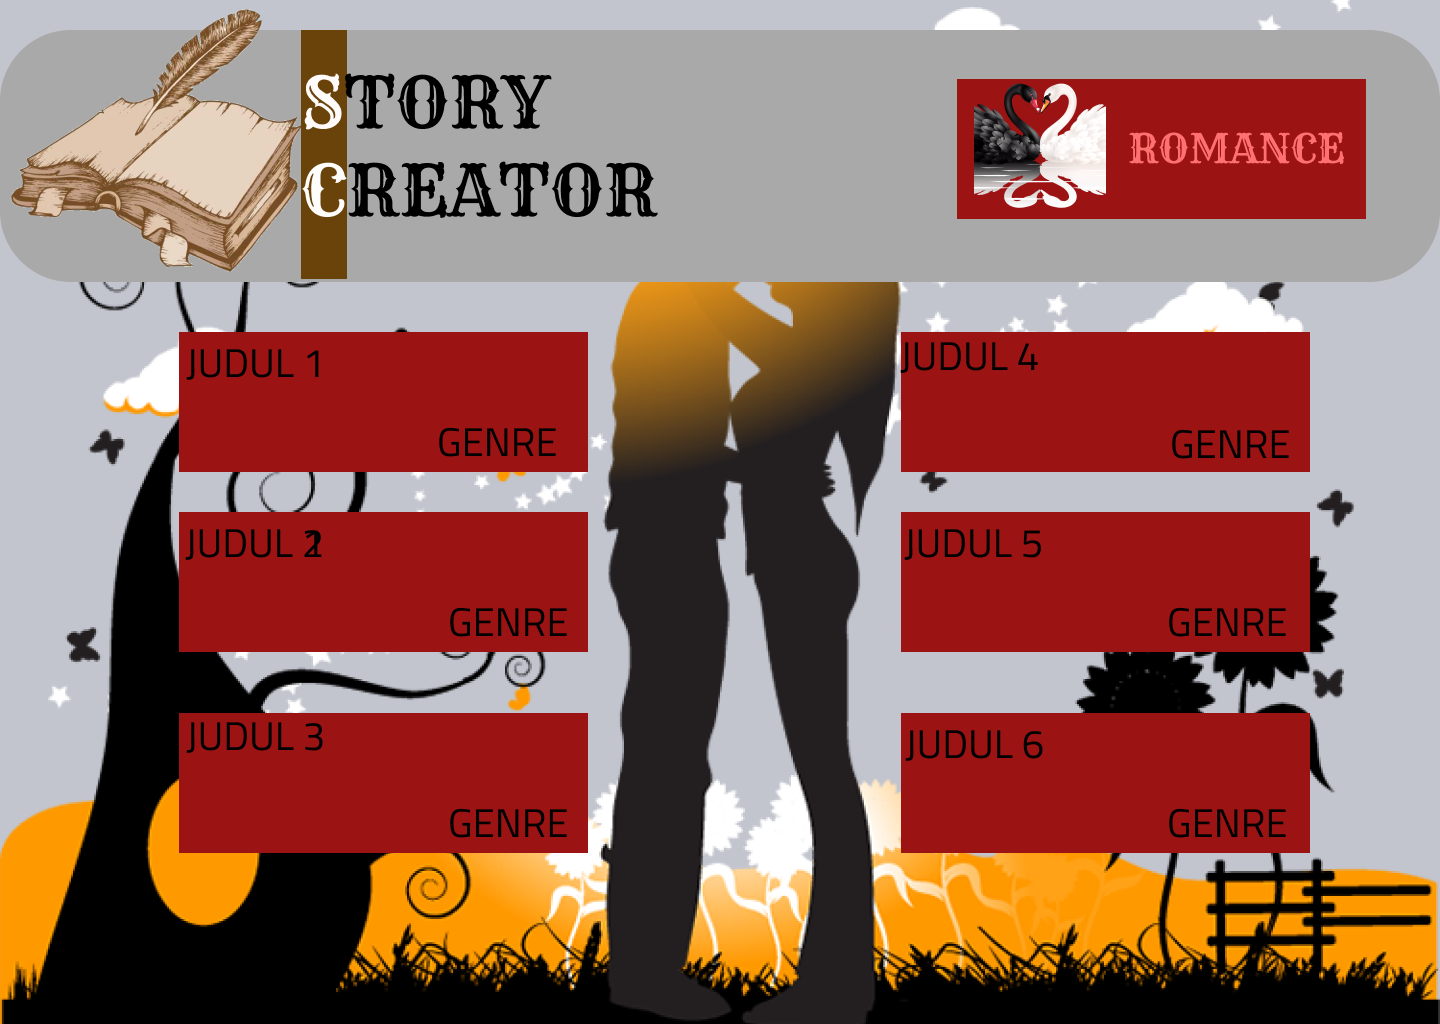 STORY
CREATOR
ROMANCE
JUDUL 1
GENRE
JUDUL 2
GENRE
JUDUL 3
GENRE
JUDUL 4
GENRE
JUDUL 5
GENRE
JUDUL 6
GENRE